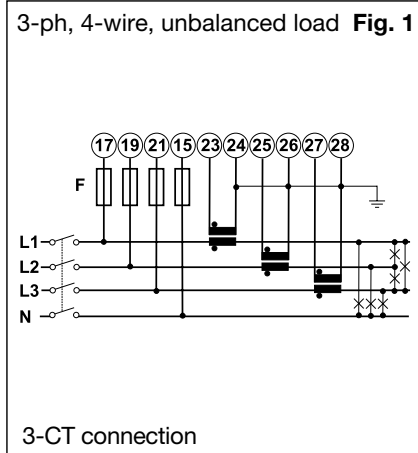 3-ph, 4-wire, unbalanced load Fig. 1
17 19 21 15 23 24 25 26 27 28
F
L1
L2
L3
N
3-CT connection